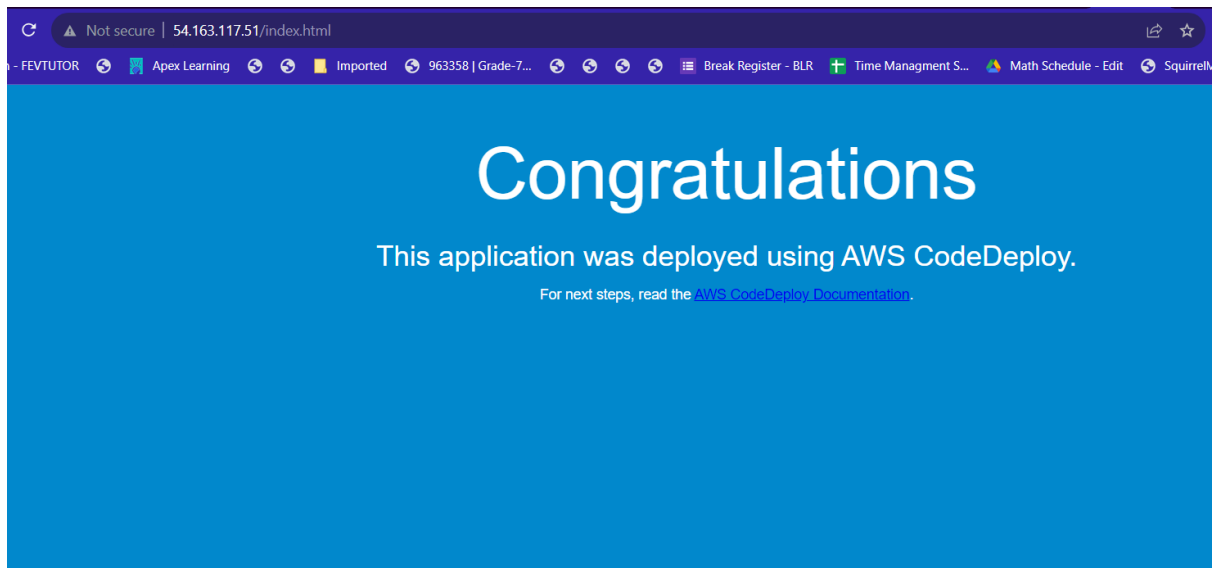 Not secure | 54.163.117.51/index.html
- FEVTUTOR Apex Learning Imported 963358 | Grade-7... Break Register - BLR Time Managment S... Math Schedule - Edit SquirrelM
Congratulations
This application was deployed using AWS CodeDeploy.
For next steps, read the AWS CodeDeploy Documentation.